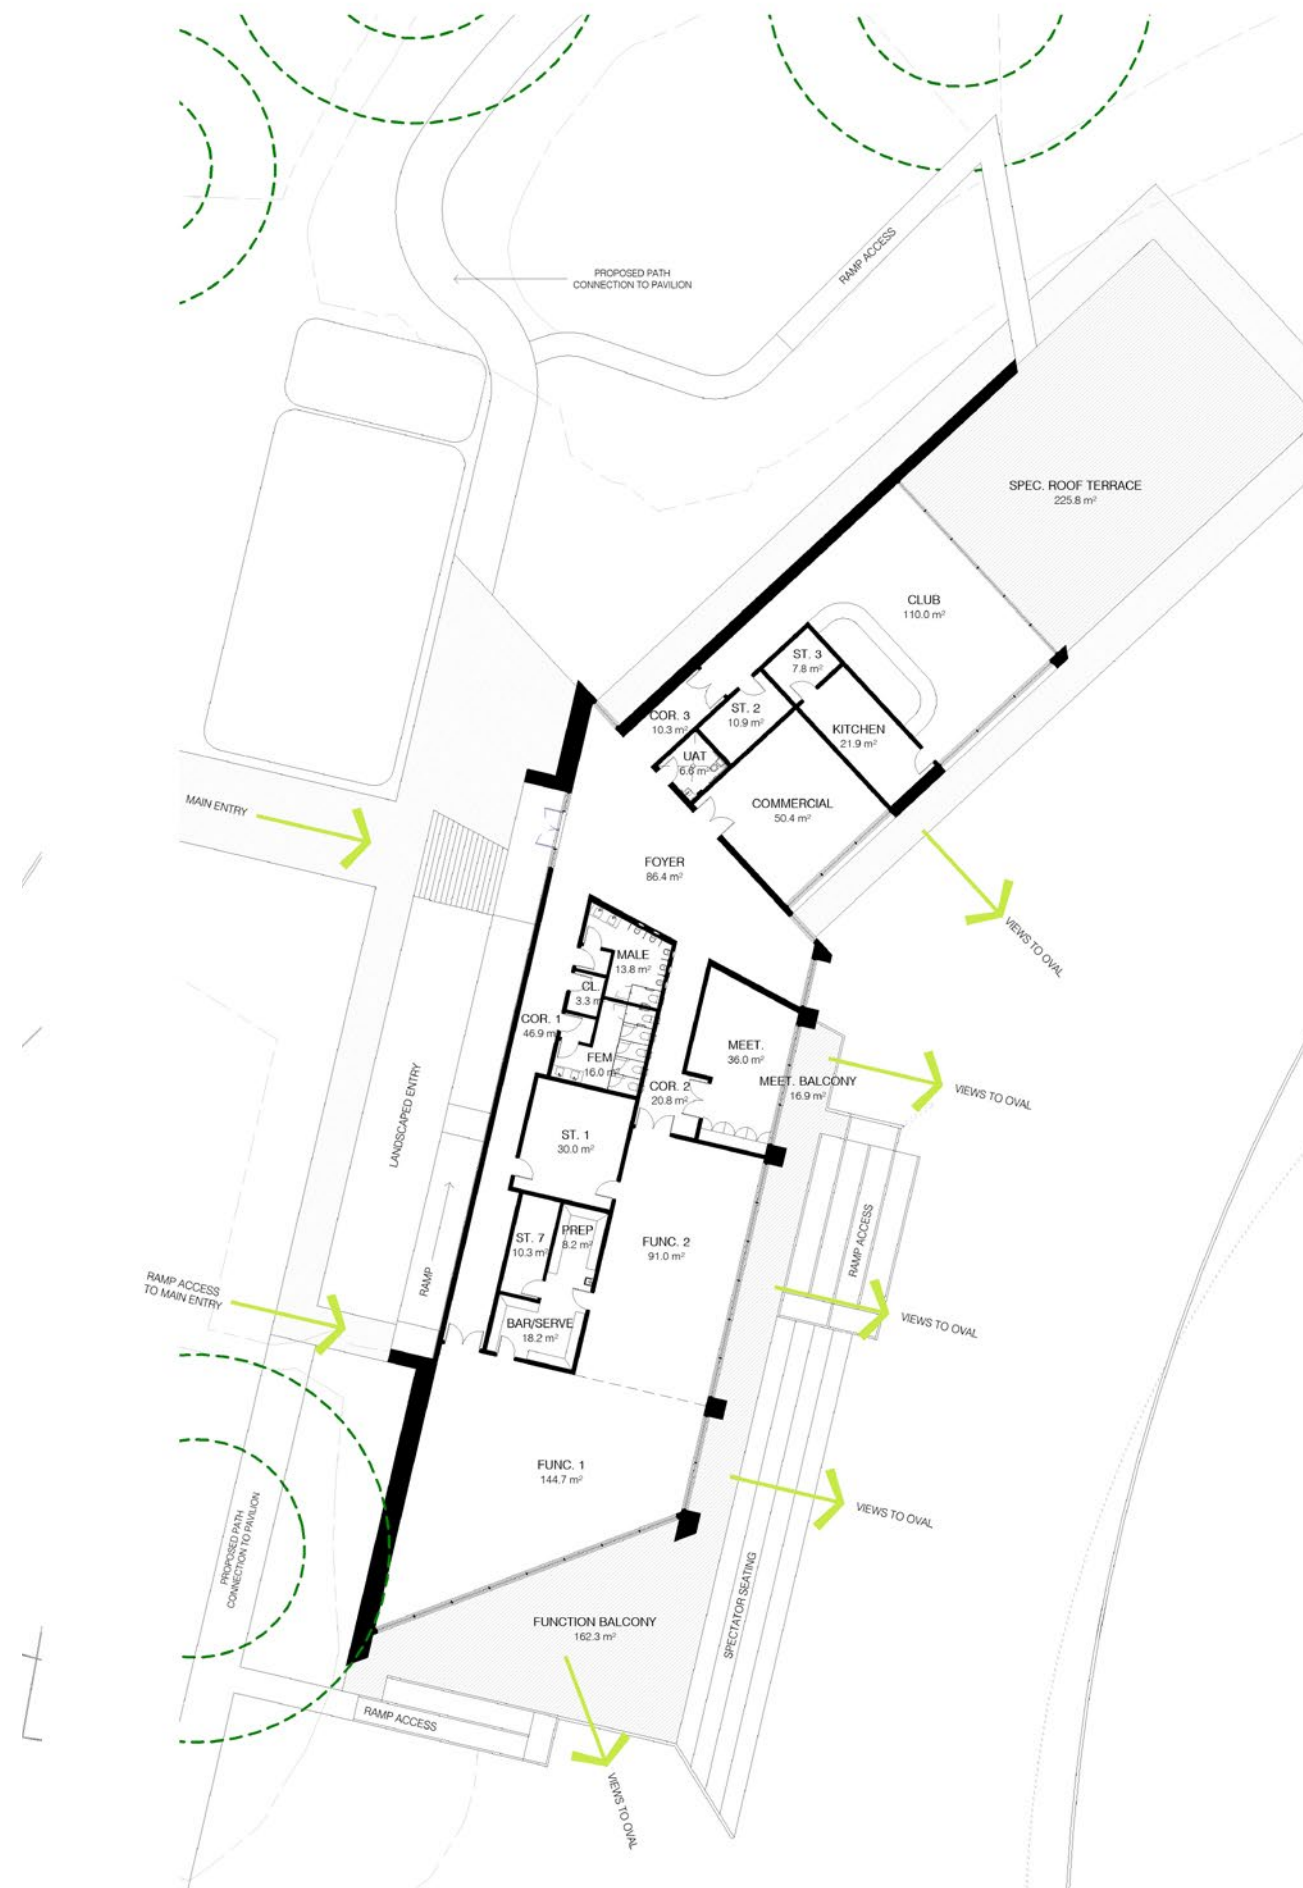 PROPOSED PATH
CONNECTION TO PAVILION
RAMP ACCESS
SPEC. ROOF TERRACE
225.8 m²
CLUB
110.0 m²
ST. 3
7.8 m²
ST. 2
10.9 m²
COR. 3
10.3 m²
KITCHEN
21.9 m²
UAT
6.6 m²
COMMERCIAL
50.4 m²
MAIN ENTRY
FOYER
86.4 m²
VIEWS TO OVAL
MALE
13.8 m²
CL.
3.3 m
COR. 1
46.9 m
FEM
16.0 m²
MEET.
36.0 m²
MEET. BALCONY
16.9 m²
COR. 2
20.8 m²
VIEWS TO OVAL
LANDSCAPED ENTRY
ST. 1
30.0 m²
RAMP ACCESS
ST. 7
10.3 m²
PREP
8.2 m²
FUNC. 2
91.0 m²
RAMP
RAMP ACCESS
TO MAIN ENTRY
BAR/SERVE
18.2 m²
VIEWS TO OVAL
FUNC. 1
144.7 m²
VIEWS TO OVAL
PROPOSED PATH
CONNECTION TO PAVILION
SPECTATOR SEATING
FUNCTION BALCONY
162.3 m²
RAMP ACCESS
VIEWS TO OVAL